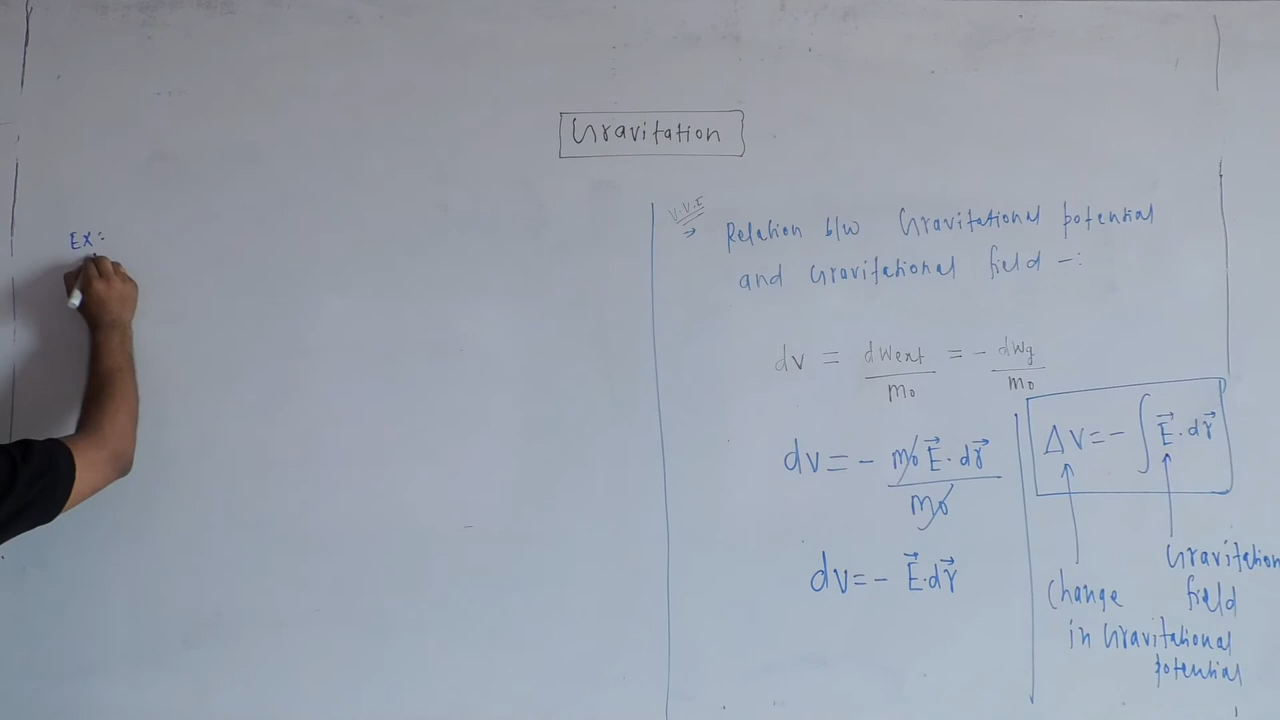 Gravitation
Ex:-
V.V.I
→ Relation b/w Gravitational potential
and Gravitational field -:
dv = dWext/m₀ = - dWg/m₀
dv = - m₀E⃗·dr⃗/m₀
dv = - E⃗·dr⃗
ΔV = - ∫E⃗·dr⃗
Change
in Gravitational
potential
Gravitation
field